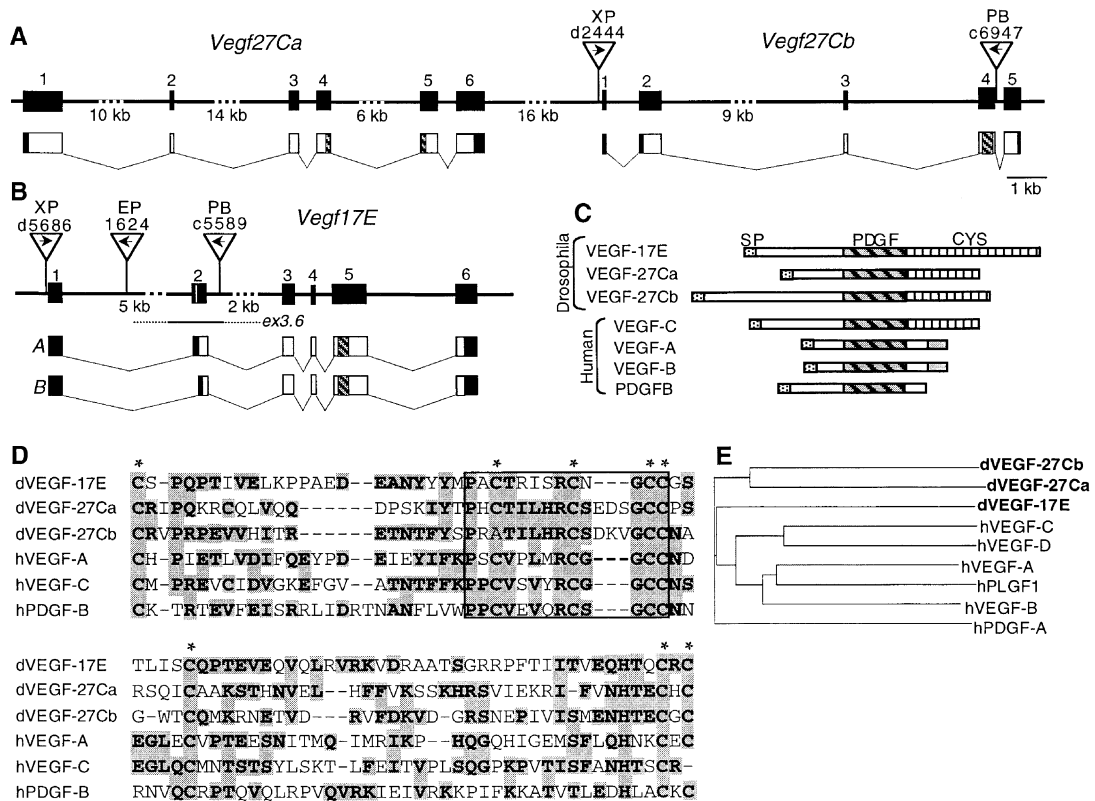 A
Vegf27Ca
XP
d2444
Vegf27Cb
PB
c6947
1 2 3 4 5 6 1 2 3 4 5
10 kb 14 kb 6 kb 16 kb 9 kb
1 kb
B
XP
d5686
EP
1624
PB
c5589
Vegf17E
1 2 3 4 5 6
5 kb 2 kb
ex3.6
A
B
C
SP PDGF CYS
Drosophila
VEGF-17E
VEGF-27Ca
VEGF-27Cb
Human
VEGF-C
VEGF-A
VEGF-B
PDGFB
D
* * * * *
dVEGF-17E CS-PQPTIVELKPPAED--EANYYYMPACTRISRCN---GCCGS
dVEGF-27Ca CRIPQKRCQLVQQ------DPSKIYTPHCTILHRCSEDSGCCPS
dVEGF-27Cb CRVPRPEVVHITR------ETNTFYSPRATILHRCSDKVGCCNA
hVEGF-A CH-PIETLVDIFQEYPD--EIEYIFKPSCVPLMRCG---GCCND
hVEGF-C CM-PREVCIDVGKEFGV--ATNTFFKPPCVSVYRCG---GCCNS
hPDGF-B CK-TRTEVFEISRRLIDRTNANFLVWPPCVEVQRCS---GCCNN
* * *
dVEGF-17E TLISCQPTEVEQVQLRVRKVDRAATSGRRPFTIITVEQHTQCRC
dVEGF-27Ca RSQICAAKSTHNVEL--HFFVKSSKHRSVIEKRI-FVNHTECHC
dVEGF-27Cb G-WTCQMKRNETVD---RVFDKVD-GRSNEPIVISMENHTECGC
hVEGF-A EGLECVPTEESNITMQ-IMRIKP--HQGQHIGEMSFLQHNKCEC
hVEGF-C EGLQCMNTSTSYLSKT-LFEITVPLSQGPKPVTISFANHTSCR-
hPDGF-B RNVQCRPTQVQLRPVQVRKIEIVRKKPIFKKATVTLEDHLACKC
E
dVEGF-27Cb
dVEGF-27Ca
dVEGF-17E
hVEGF-C
hVEGF-D
hVEGF-A
hPLGF1
hVEGF-B
hPDGF-A